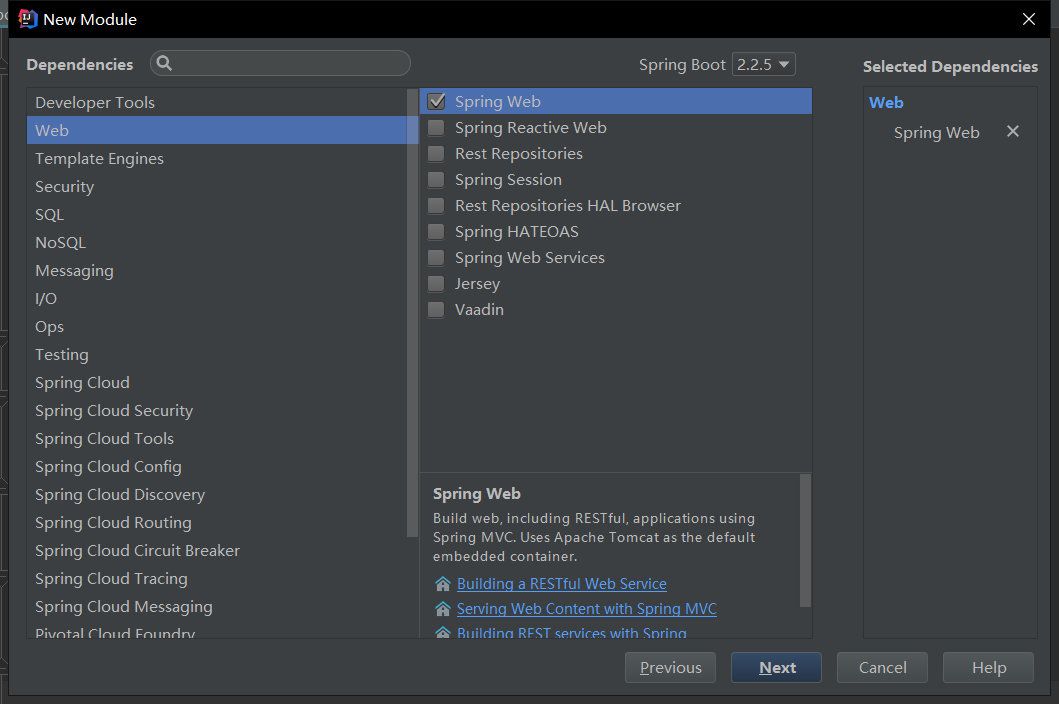 New Module
Dependencies
Spring Boot 2.2.5
Selected Dependencies
Developer Tools
Web
Template Engines
Security
SQL
NoSQL
Messaging
I/O
Ops
Testing
Spring Cloud
Spring Cloud Security
Spring Cloud Tools
Spring Cloud Config
Spring Cloud Discovery
Spring Cloud Routing
Spring Cloud Circuit Breaker
Spring Cloud Tracing
Spring Cloud Messaging
Pivotal Cloud Foundry
Spring Web
Spring Reactive Web
Rest Repositories
Spring Session
Rest Repositories HAL Browser
Spring HATEOAS
Spring Web Services
Jersey
Vaadin
Spring Web
Build web, including RESTful, applications using
Spring MVC. Uses Apache Tomcat as the default
embedded container.
Building a RESTful Web Service
Serving Web Content with Spring MVC
Building REST services with Spring
Web
Spring Web
Previous
Next
Cancel
Help